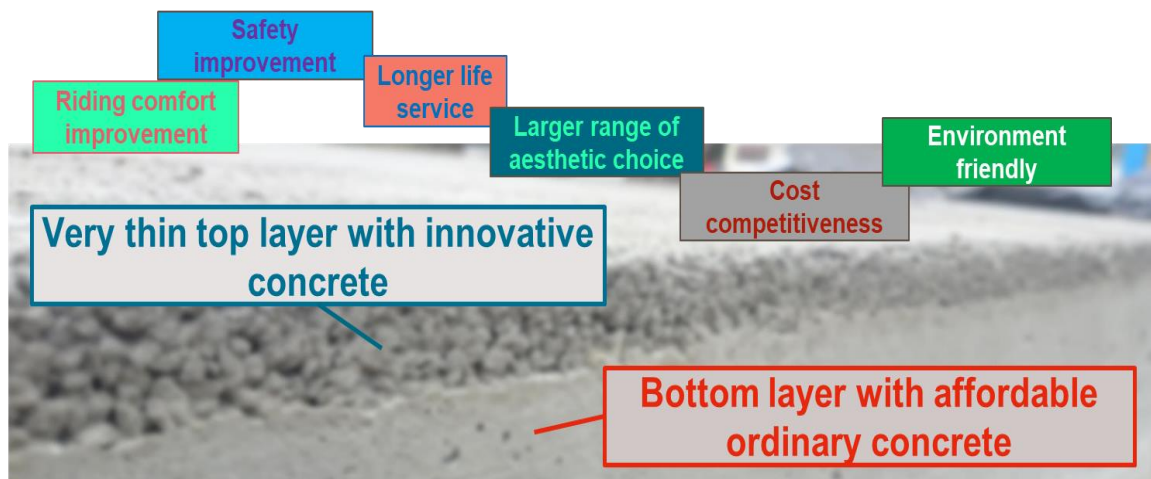 Safety
improvement
Riding comfort
improvement
Longer life
service
Larger range of
aesthetic choice
Environment
friendly
Cost
competitiveness
Very thin top layer with innovative
concrete
Bottom layer with affordable
ordinary concrete